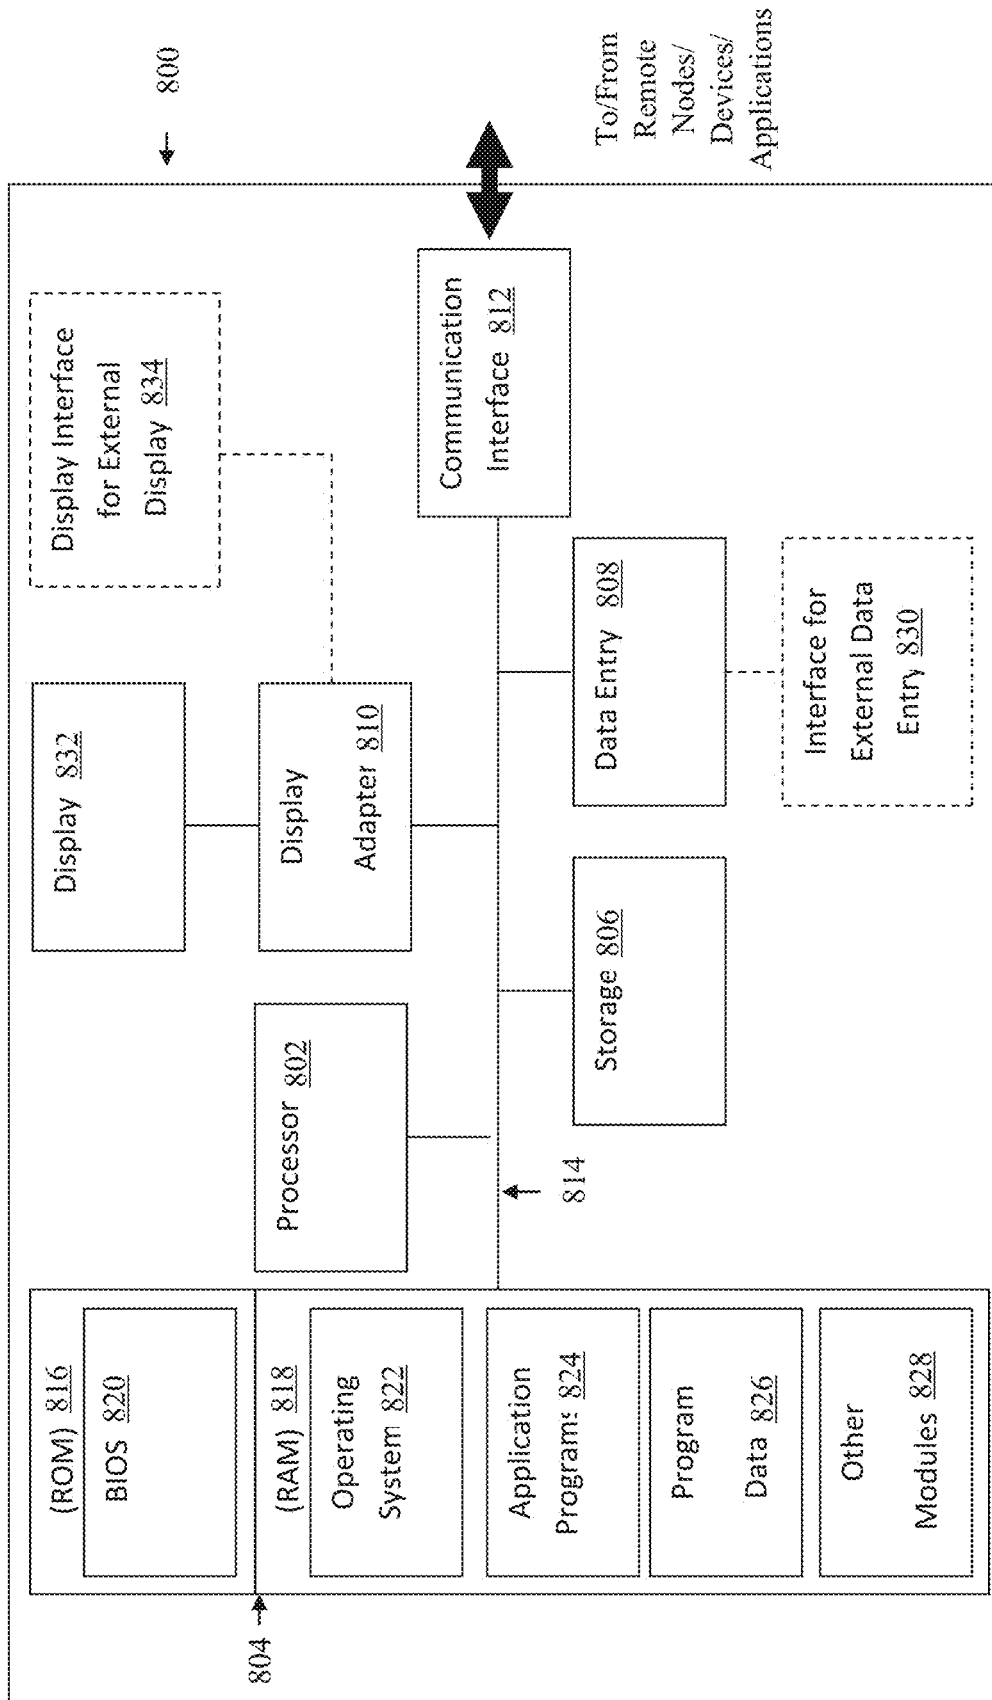 800
(ROM) 816
BIOS 820
804
(RAM) 818
Operating
System 822
Application
Programs 824
Program
Data 826
Other
Modules 828
Processor 802
814
Storage 806
Display 832
Display
Adapter 810
Display Interface
for External
Display 834
Data Entry 808
Interface for
External Data
Entry 830
Communication
Interface 812
To/From
Remote
Nodes/
Devices/
Applications